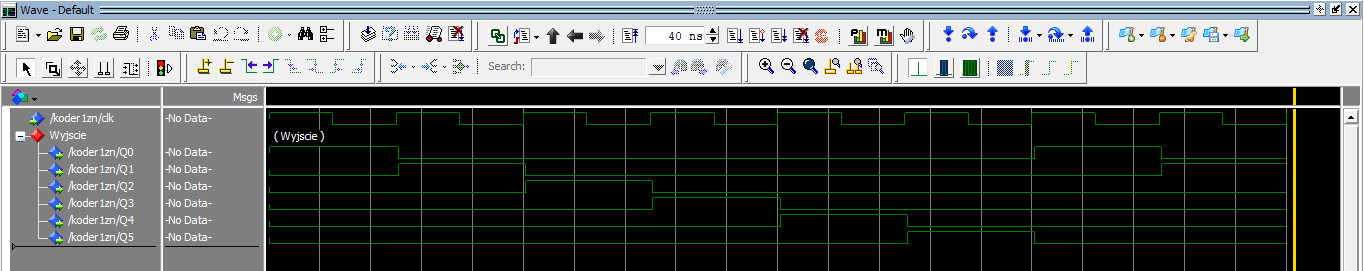 Wave - Default
40 ns
Search:
Msgs
/koder1zn/clk -No Data-
Wyjscie ( Wyjscie )
/koder1zn/Q0 -No Data-
/koder1zn/Q1 -No Data-
/koder1zn/Q2 -No Data-
/koder1zn/Q3 -No Data-
/koder1zn/Q4 -No Data-
/koder1zn/Q5 -No Data-